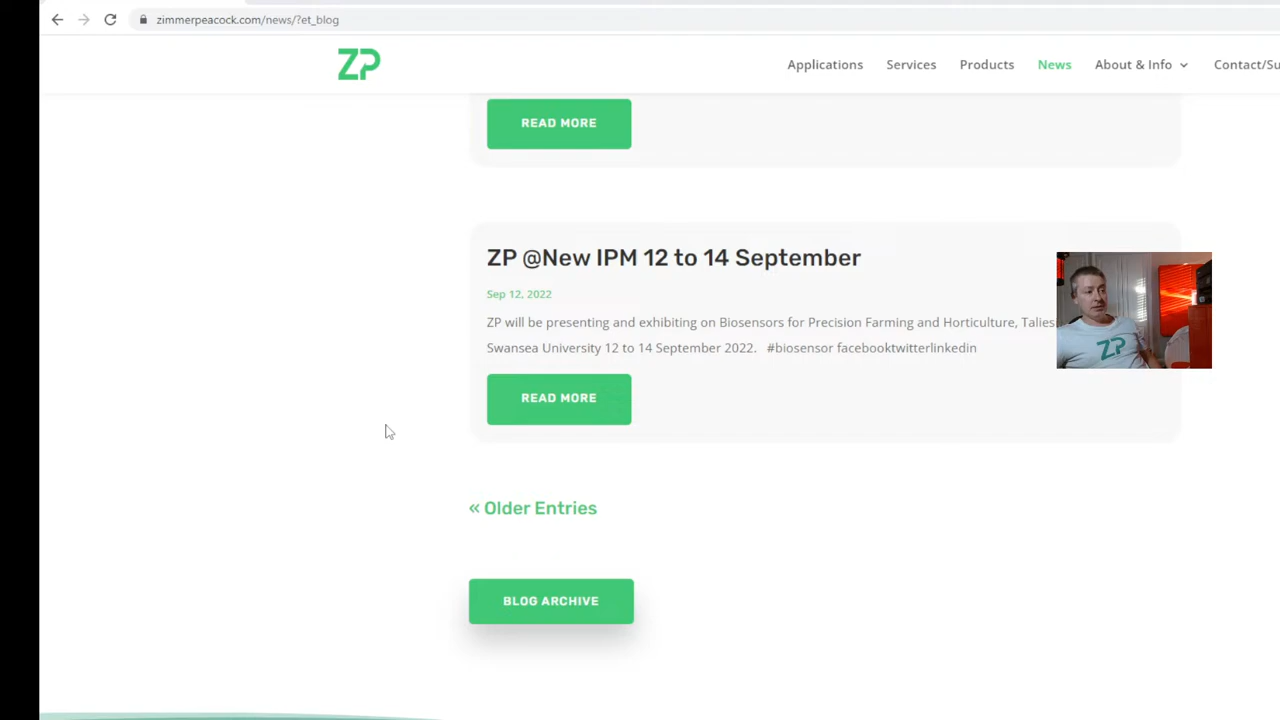 zimmerpeacock.com/news/?et_blog
ZP
Applications Services Products News About & Info Contact/Su
READ MORE
ZP @New IPM 12 to 14 September
Sep 12, 2022
ZP will be presenting and exhibiting on Biosensors for Precision Farming and Horticulture, Talies
Swansea University 12 to 14 September 2022. #biosensor facebooktwitterlinkedin
ZP
READ MORE
« Older Entries
BLOG ARCHIVE